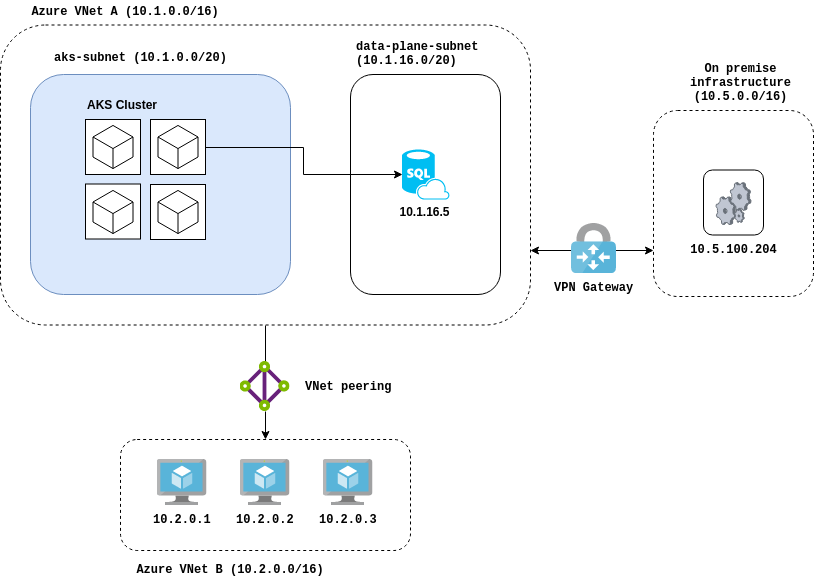 Azure VNet A (10.1.0.0/16)
aks-subnet (10.1.0.0/20)
data-plane-subnet
(10.1.16.0/20)
AKS Cluster
SQL
10.1.16.5
On premise
infrastructure
(10.5.0.0/16)
10.5.100.204
VPN Gateway
VNet peering
10.2.0.1
10.2.0.2
10.2.0.3
Azure VNet B (10.2.0.0/16)